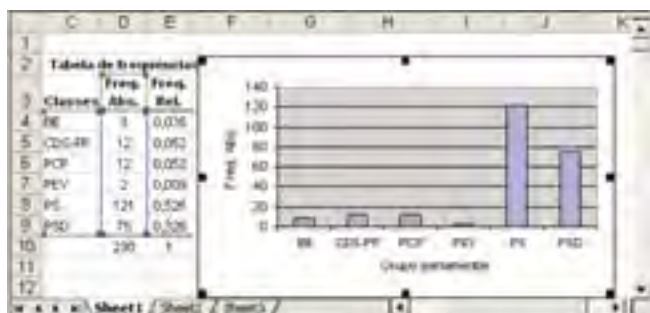 C D E F G H I J K
1
2 Tabela de frequências
Freq. Freq.
3 Classes Abs. Rel.
4 BE 8 0,035
5 CDS-PP 12 0,052
6 PCP 12 0,052
7 PEV 2 0,009
8 PS 121 0,526
9 PSD 75 0,326
10 230 1
11
12
140
120
100
80
60
40
20
0
Freq. Abs.
BE CDS-PP PCP PEV PS PSD
Grupo parlamentar
Sheet1 / Sheet2 / Sheet3 /